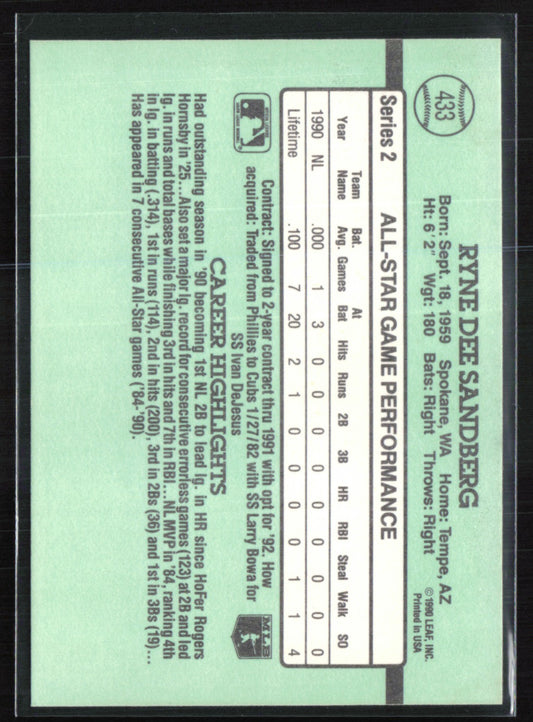 433
RYNE DEE SANDBERG
Born: Sept. 18, 1959 Spokane, WA Home: Tempe, AZ
Ht: 6' 2" Wgt: 180 Bats: Right Throws: Right
©1990 LEAF, INC.
Printed in USA
Series 2 ALL-STAR GAME PERFORMANCE
Year Team Name Bat. Avg. Games At Bat Hits Runs 2B 3B HR RBI Steal Walk SO
1990 NL .000 1 3 0 0 0 0 0 0 0 0 0
Lifetime .100 7 20 2 1 0 0 0 0 1 1 4
Contract: Signed to 2-year contract thru 1991 with opt for '92. How
acquired: Traded from Phillies to Cubs 1/27/82 with SS Larry Bowa for
SS Ivan DeJesus
MLB
CAREER HIGHLIGHTS
Had outstanding season in '90 becoming 1st NL 2B to lead lg. in HR since HoFer Rogers
Hornsby in '25...Also set a major lg. record for consecutive errorless games (123) at 2B and led
lg. in runs and total bases while finishing 3rd in hits and 7th in RBI...NL MVP in '84, ranking 4th
in lg. in batting (.314), 1st in runs (114), 2nd in hits (200), 3rd in 2Bs (36) and 1st in 3Bs (19)...
Has appeared in 7 consecutive All-Star games ('84-'90).